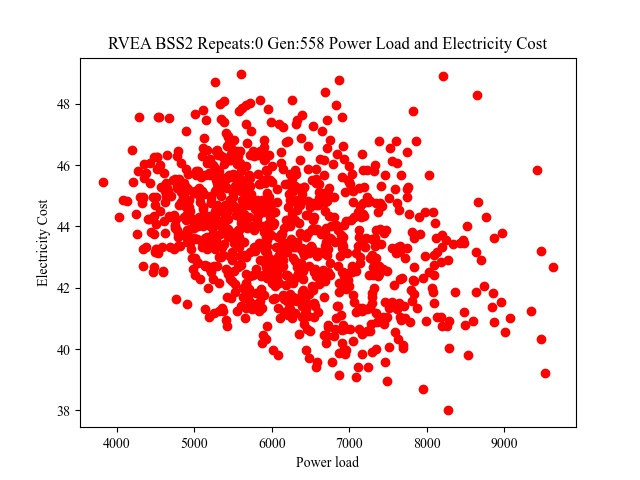 RVEA BSS2 Repeats:0 Gen:558 Power Load and Electricity Cost
Electricity Cost
48
46
44
42
40
38
4000 5000 6000 7000 8000 9000
Power load